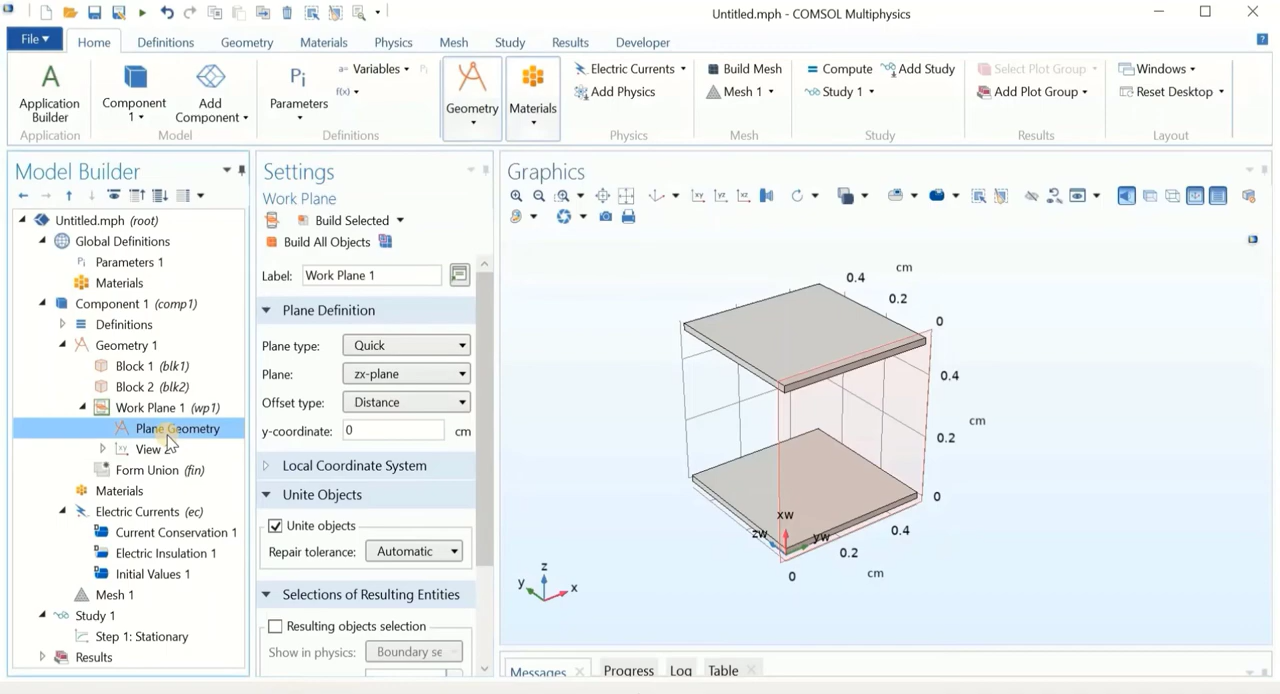 Untitled.mph - COMSOL Multiphysics
File Home Definitions Geometry Materials Physics Mesh Study Results Developer
Application Builder
Application
Component 1
Add Component
Model
Pi
Parameters
a= Variables
f(x)
Pi
Definitions
Geometry
Materials
Electric Currents
Add Physics
Physics
Build Mesh
Mesh 1
Mesh
Compute
Add Study
Study 1
Study
Select Plot Group
Add Plot Group
Results
Windows
Reset Desktop
Layout
Model Builder
Untitled.mph (root)
Global Definitions
Pi Parameters 1
Materials
Component 1 (comp1)
Definitions
Geometry 1
Block 1 (blk1)
Block 2 (blk2)
Work Plane 1 (wp1)
Plane Geometry
View 2
Form Union (fin)
Materials
Electric Currents (ec)
Current Conservation 1
Electric Insulation 1
Initial Values 1
Mesh 1
Study 1
Step 1: Stationary
Results
Settings
Work Plane
Build Selected
Build All Objects
Label: Work Plane 1
Plane Definition
Plane type: Quick
Plane: zx-plane
Offset type: Distance
y-coordinate: 0 cm
Local Coordinate System
Unite Objects
Unite objects
Repair tolerance: Automatic
Selections of Resulting Entities
Resulting objects selection
Show in physics: Boundary se
Graphics
xy yz xz
cm
0.4
0.2
0
0.4
cm
0.2
0
xw
zw yw
0.4
0.2
cm
0
z
y x
Messages Progress Log Table